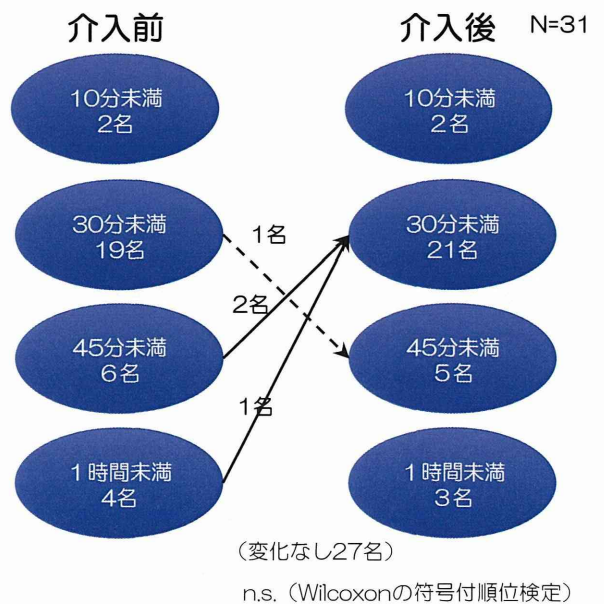 介入前
介入後
N=31
10分未満
2名
10分未満
2名
30分未満
19名
1名
30分未満
21名
2名
45分未満
6名
45分未満
5名
1名
1時間未満
4名
1時間未満
3名
（変化なし27名）
n.s.（Wilcoxonの符号付順位検定）